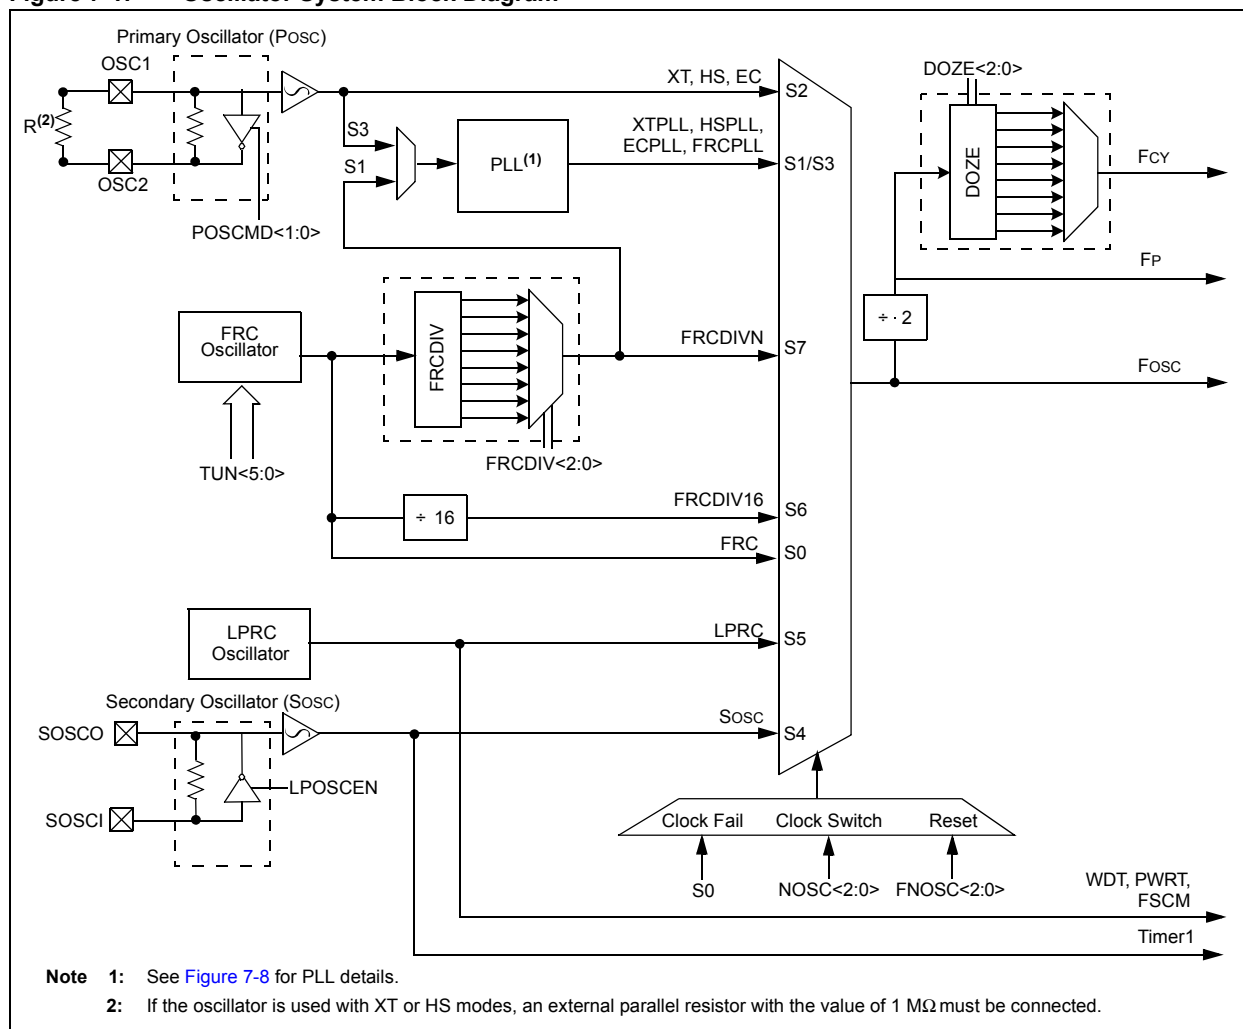 Primary Oscillator (POSC)
OSC1
R(2)
OSC2
POSCMD<1:0>
S3
S1
PLL(1)
XT, HS, EC
S2
XTPLL, HSPLL,
ECPLL, FRCPLL
S1/S3
DOZE<2:0>
DOZE
FCY
FP
÷ · 2
FOSC
FRC
Oscillator
TUN<5:0>
FRCDIV
FRCDIV<2:0>
FRCDIVN
S7
÷ 16
FRCDIV16
S6
FRC
S0
LPRC
Oscillator
LPRC
S5
Secondary Oscillator (SOSC)
SOSCO
SOSCI
LPOSCEN
SOSC
S4
Clock Fail Clock Switch Reset
S0 NOSC<2:0> FNOSC<2:0>
WDT, PWRT,
FSCM
Timer1
Note 1: See Figure 7-8 for PLL details.
2: If the oscillator is used with XT or HS modes, an external parallel resistor with the value of 1 MΩ must be connected.